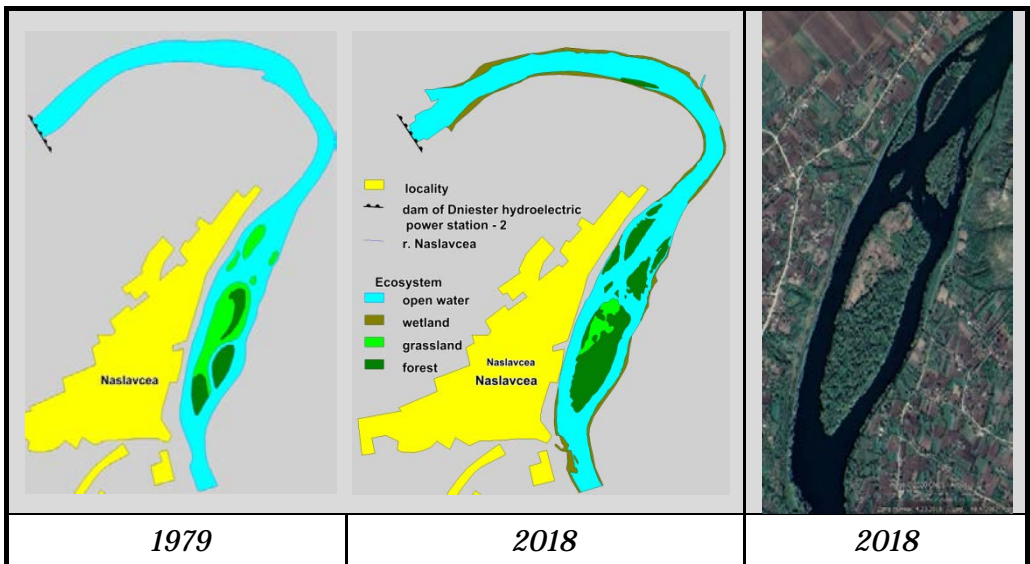 Naslavcea
locality
dam of Dniester hydroelectric
power station - 2
r. Naslavcea
Ecosystem
open water
wetland
grassland
forest
Naslavcea
Naslavcea
1979
2018
2018